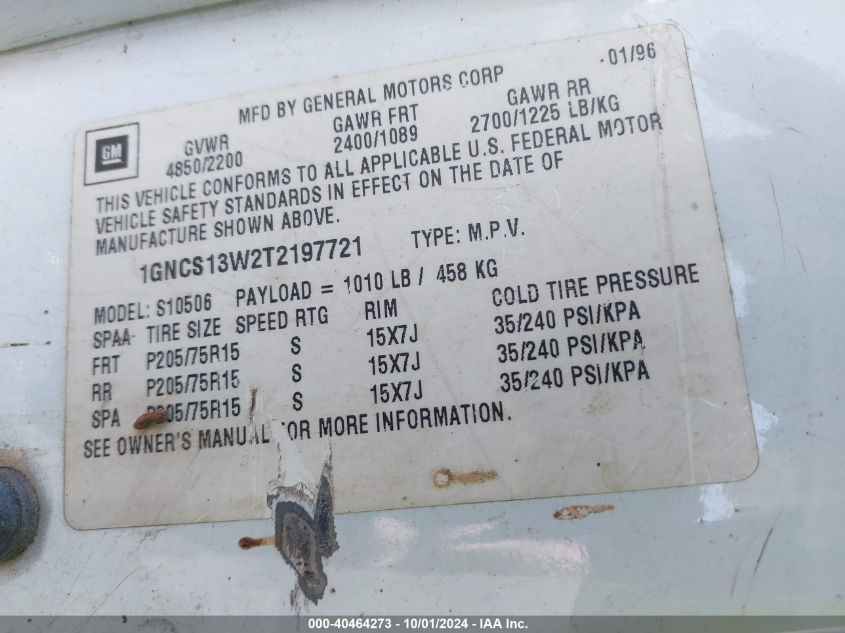 MFD BY GENERAL MOTORS CORP 01/96
GM
GVWR GAWR FRT GAWR RR
4850/2200 2400/1089 2700/1225 LB/KG
THIS VEHICLE CONFORMS TO ALL APPLICABLE U.S. FEDERAL MOTOR
VEHICLE SAFETY STANDARDS IN EFFECT ON THE DATE OF
MANUFACTURE SHOWN ABOVE.
1GNCS13W2T2197721 TYPE: M.P.V.
MODEL: S10506 PAYLOAD = 1010 LB / 458 KG
SPAA- TIRE SIZE SPEED RTG RIM COLD TIRE PRESSURE
FRT P205/75R15 S 15X7J 35/240 PSI/KPA
RR P205/75R15 S 15X7J 35/240 PSI/KPA
SPA P205/75R15 S 15X7J 35/240 PSI/KPA
SEE OWNER'S MANUAL FOR MORE INFORMATION.
000-40464273 - 10/01/2024 - IAA Inc.